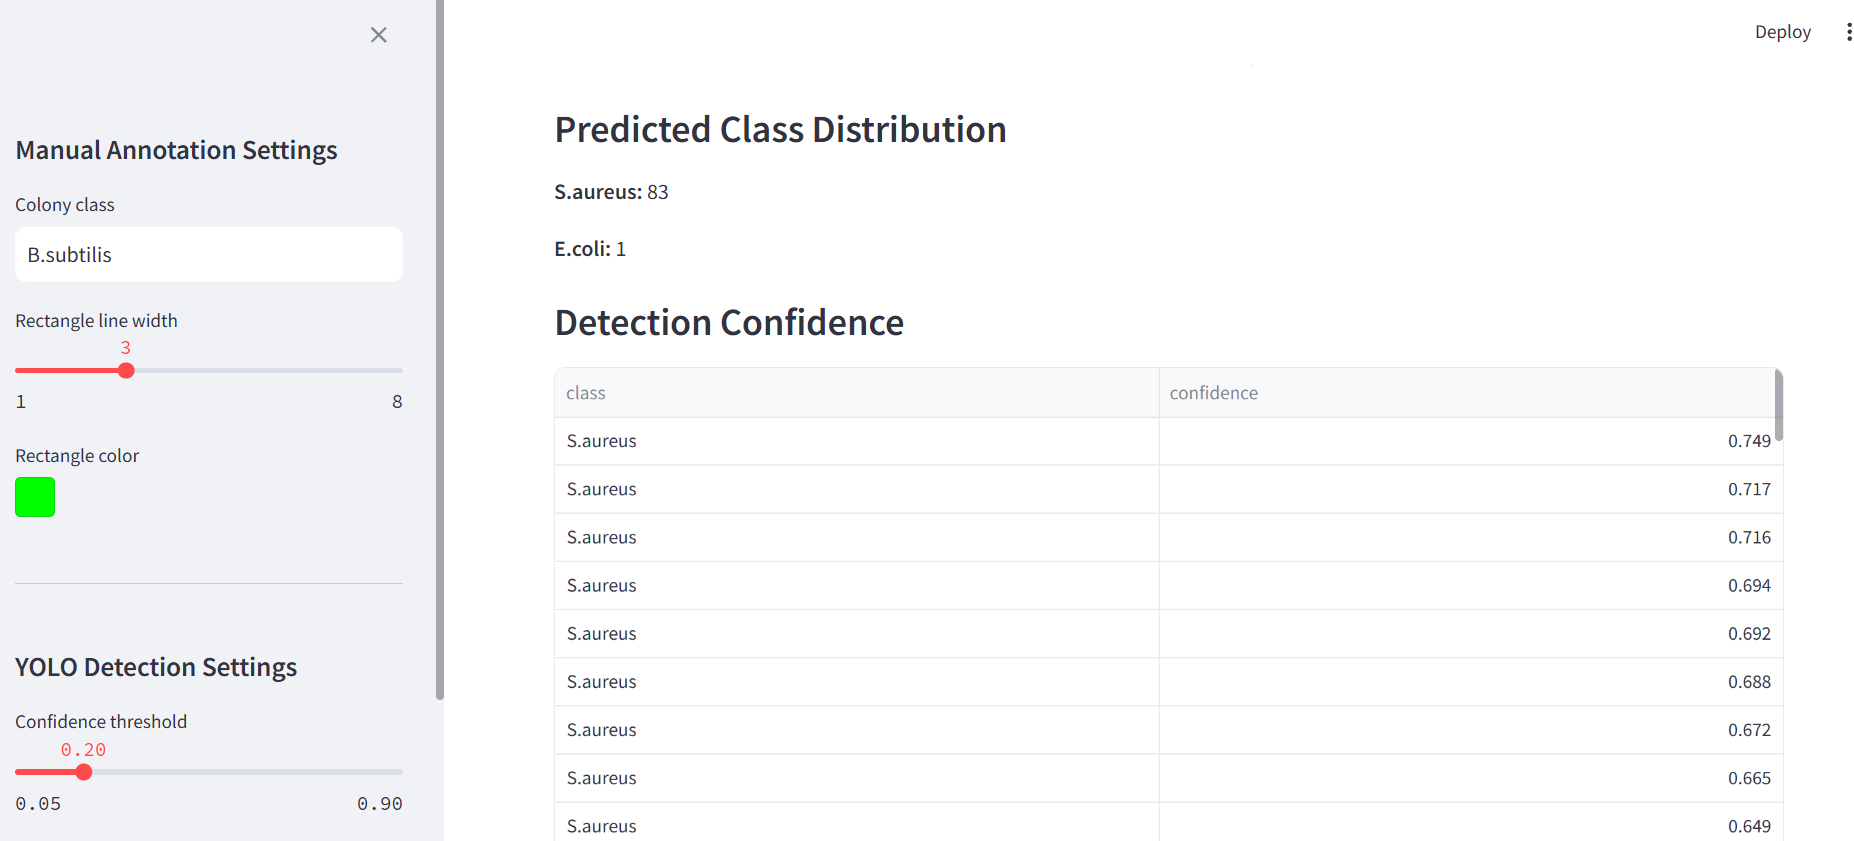 Deploy
Manual Annotation Settings
Colony class
B.subtilis
Rectangle line width
3
1 8
Rectangle color
YOLO Detection Settings
Confidence threshold
0.20
0.05 0.90
Predicted Class Distribution
S.aureus: 83
E.coli: 1
Detection Confidence
class confidence
S.aureus 0.749
S.aureus 0.717
S.aureus 0.716
S.aureus 0.694
S.aureus 0.692
S.aureus 0.688
S.aureus 0.672
S.aureus 0.665
S.aureus 0.649